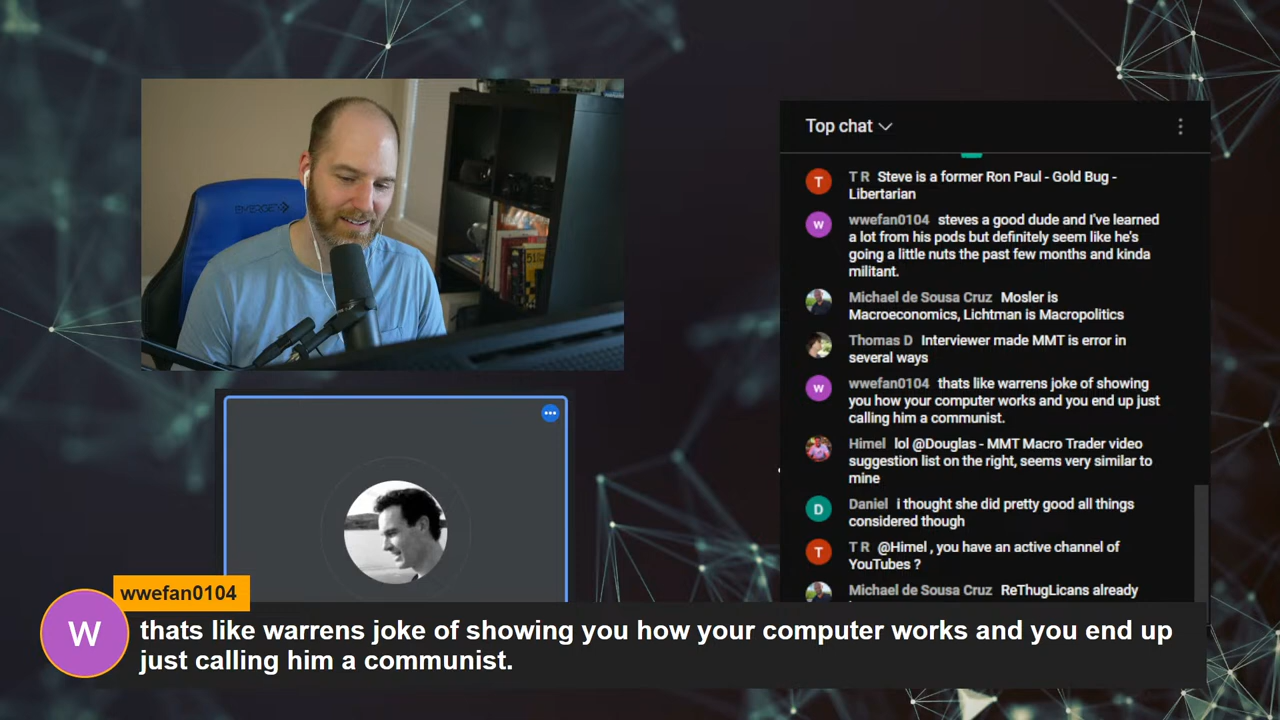 EMERGE
Top chat
T R Steve is a former Ron Paul - Gold Bug -
Libertarian
wwefan0104 steves a good dude and I've learned
a lot from his pods but definitely seem like he's
going a little nuts the past few months and kinda
militant.
Michael de Sousa Cruz Mosler is
Macroeconomics, Lichtman is Macropolitics
Thomas D Interviewer made MMT is error in
several ways
wwefan0104 thats like warrens joke of showing
you how your computer works and you end up just
calling him a communist.
Himel lol @Douglas - MMT Macro Trader video
suggestion list on the right, seems very similar to
mine
Daniel i thought she did pretty good all things
considered though
T R @Himel , you have an active channel of
YouTubes ?
Michael de Sousa Cruz ReThugLicans already
T
W
W
D
T
wwefan0104
W
thats like warrens joke of showing you how your computer works and you end up
just calling him a communist.